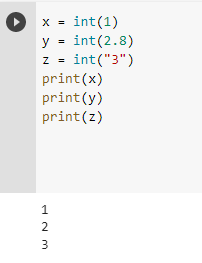 x = int(1)
y = int(2.8)
z = int("3")
print(x)
print(y)
print(z)
1
2
3